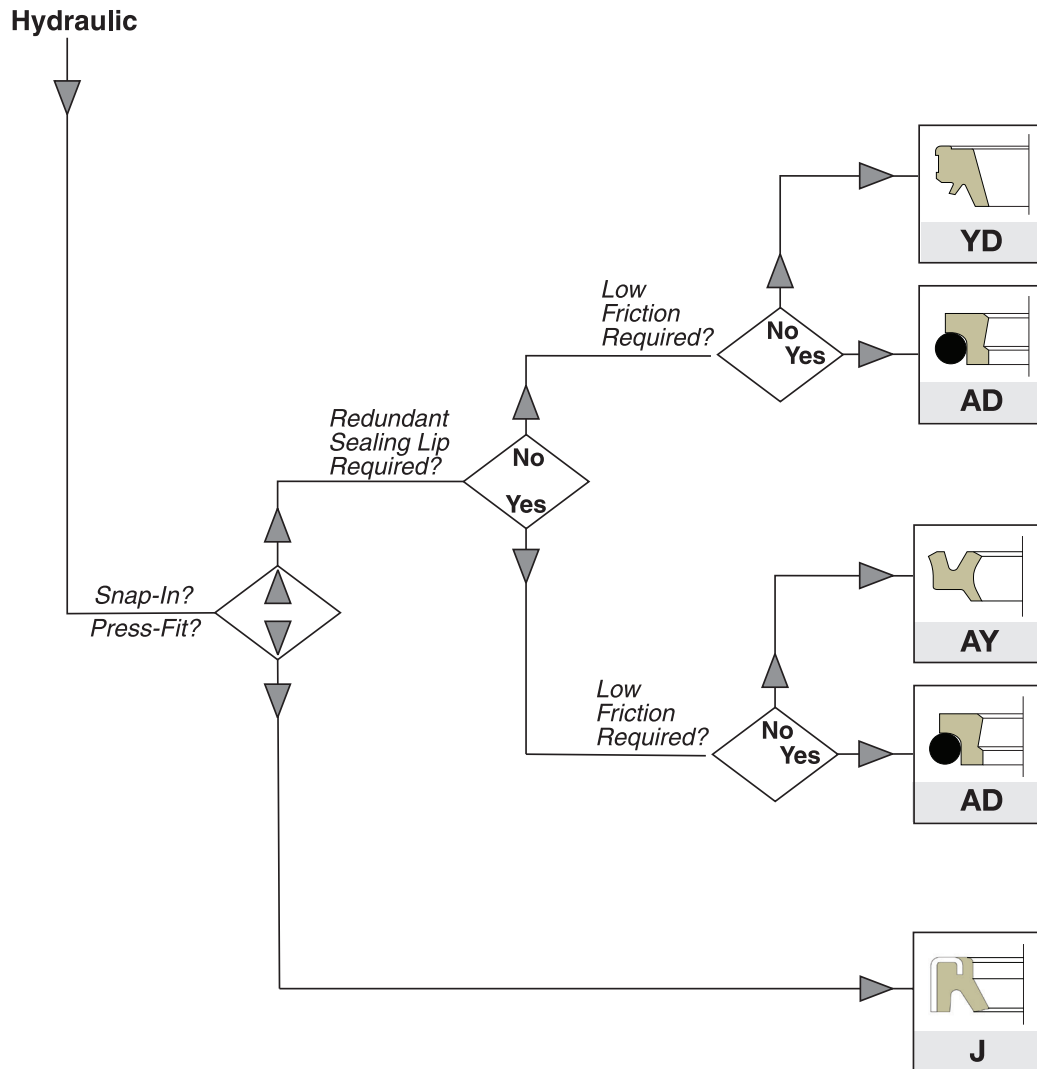 Hydraulic
YD
Low
Friction
Required?
No
Yes
AD
Redundant
Sealing Lip
Required?
No
Yes
AY
Snap-In?
Press-Fit?
Low
Friction
Required?
No
Yes
AD
J